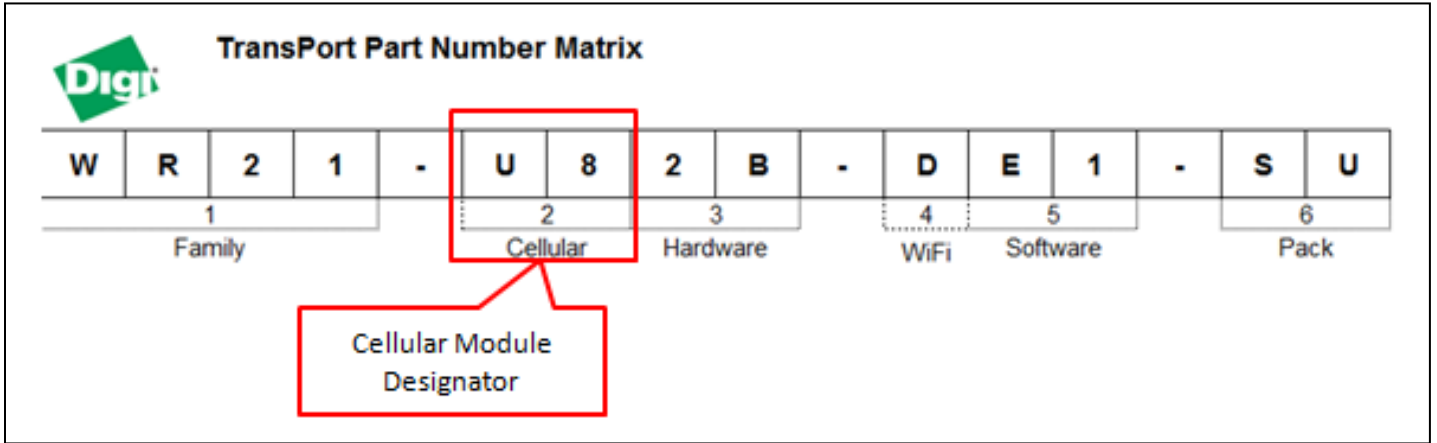 TransPort Part Number Matrix
Digi
W R 2 1 - U 8 2 B - D E 1 - S U
1 2 3 4 5 6
Family Cellular Hardware WiFi Software Pack
Cellular Module
Designator